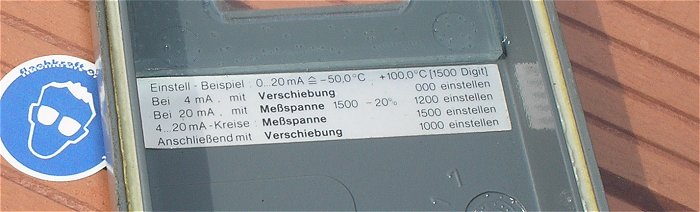 flachkraft.o
Einstell - Beispiel : 0...20 mA ≙ −50,0°C +100,0°C [1500 Digit]
Bei 4 mA , mit Verschiebung 000 einstellen
Bei 20 mA , mit Meßspanne 1500 − 20% 1200 einstellen
4...20 mA - Kreise : Meßspanne 1500 einstellen
Anschließend mit Verschiebung 1000 einstellen